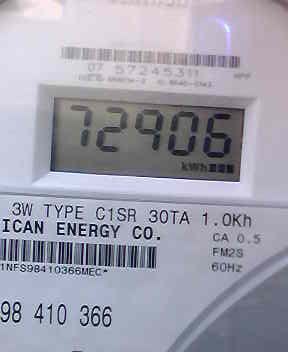 07 57245311
72906
kWh
3W TYPE C1SR 30TA 1.0Kh
ICAN ENERGY CO.
CA 0.5
FM2S
60Hz
1NFS98410366MEC*
98 410 366